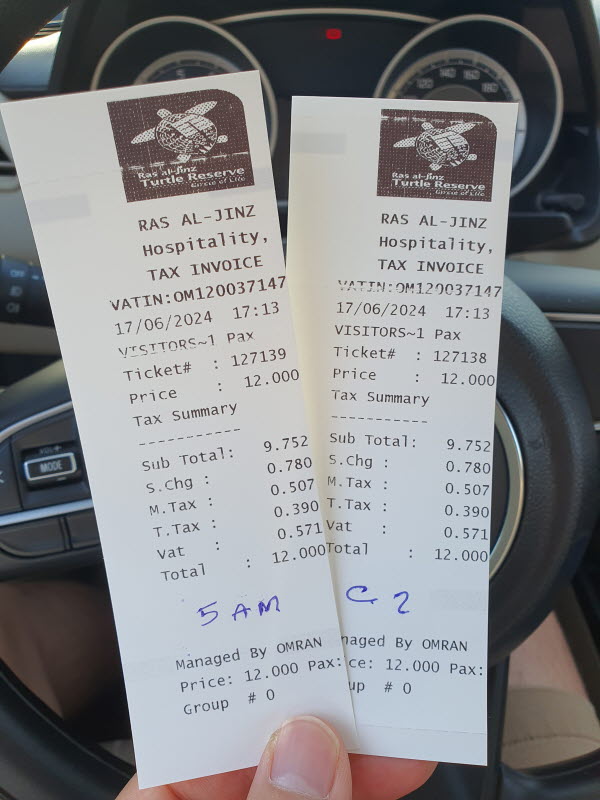 Ras al-Jinz
Turtle Reserve
Circle of Life
RAS AL-JINZ
Hospitality,
TAX INVOICE
VATIN:OM120037147
17/06/2024 17:13
VISITORS~1 Pax
Ticket# : 127139
Price : 12.000
Tax Summary
-----------
Sub Total: 9.752
S.Chg : 0.780
M.Tax : 0.507
T.Tax : 0.390
Vat : 0.571
Total : 12.000
5 AM
Managed By OMRAN
Price: 12.000 Pax:
Group # 0
Ras al-Jinz
Turtle Reserve
Circle of Life
RAS AL-JINZ
Hospitality,
TAX INVOICE
VATIN:OM120037147
17/06/2024 17:13
VISITORS~1 Pax
Ticket# : 127138
Price : 12.000
Tax Summary
-----------
Sub Total: 9.752
S.Chg : 0.780
M.Tax : 0.507
T.Tax : 0.390
Vat : 0.571
Total : 12.000
G 2
naged By OMRAN
ce: 12.000 Pax:
up # 0
MODE